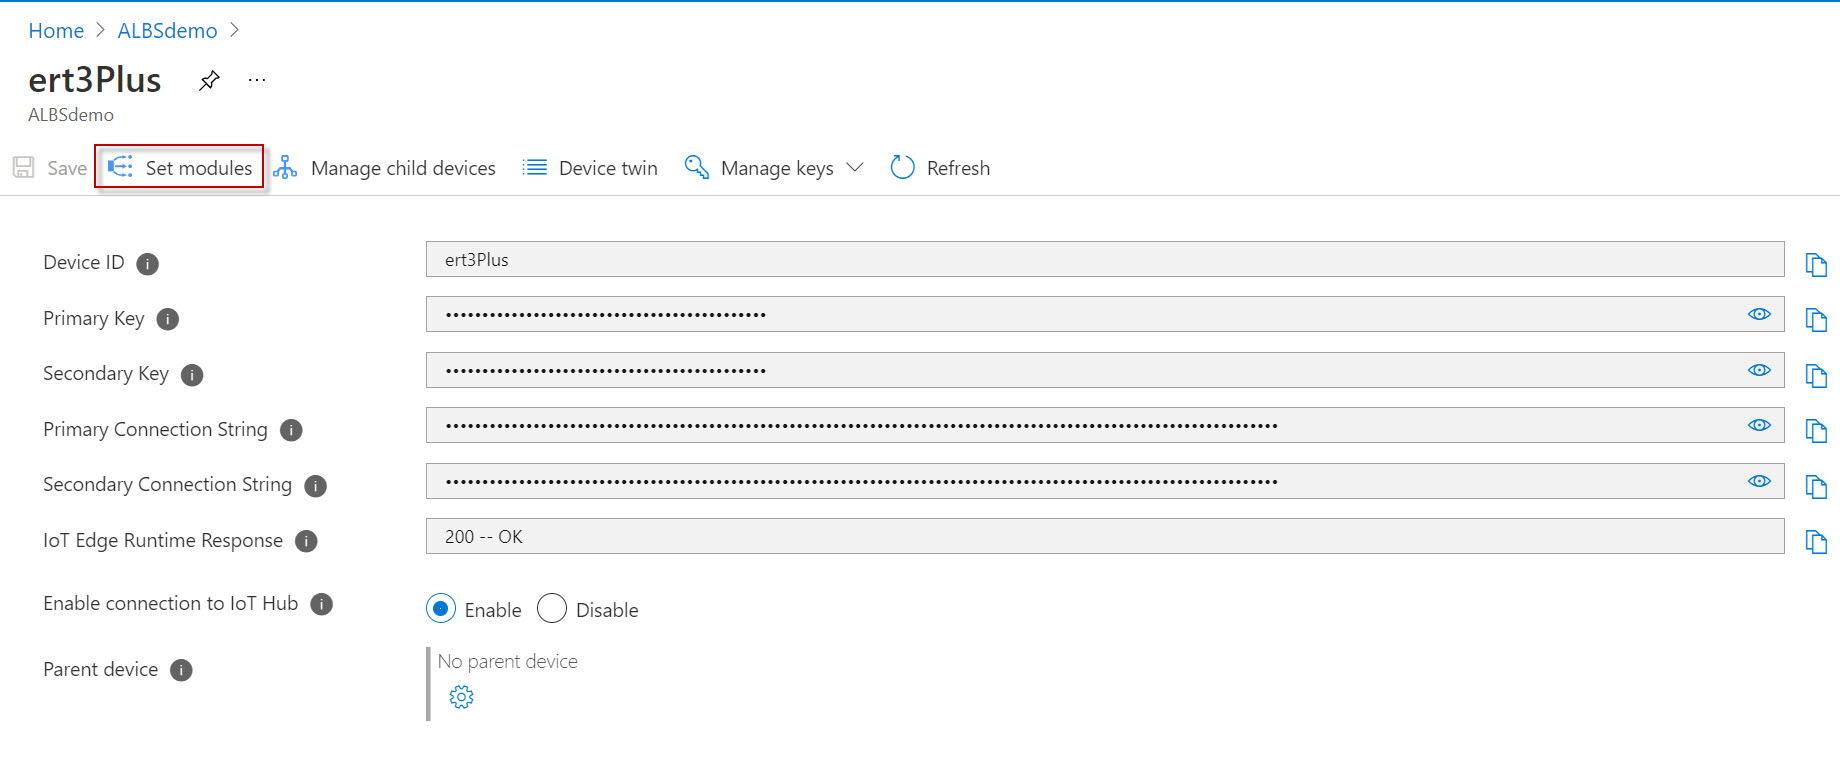 Home > ALBSdemo >
ert3Plus ...
ALBSdemo
Save Set modules Manage child devices Device twin Manage keys Refresh
Device ID i ert3Plus
Primary Key i ••••••••••••••••••••••••••••••••••••••••••••
Secondary Key i ••••••••••••••••••••••••••••••••••••••••••••
Primary Connection String i ••••••••••••••••••••••••••••••••••••••••••••••••••••••••••••••••••••••••••••••••••••••••••••••••••••••••••••••••••
Secondary Connection String i ••••••••••••••••••••••••••••••••••••••••••••••••••••••••••••••••••••••••••••••••••••••••••••••••••••••••••••••••••
IoT Edge Runtime Response i 200 -- OK
Enable connection to IoT Hub i Enable Disable
Parent device i No parent device